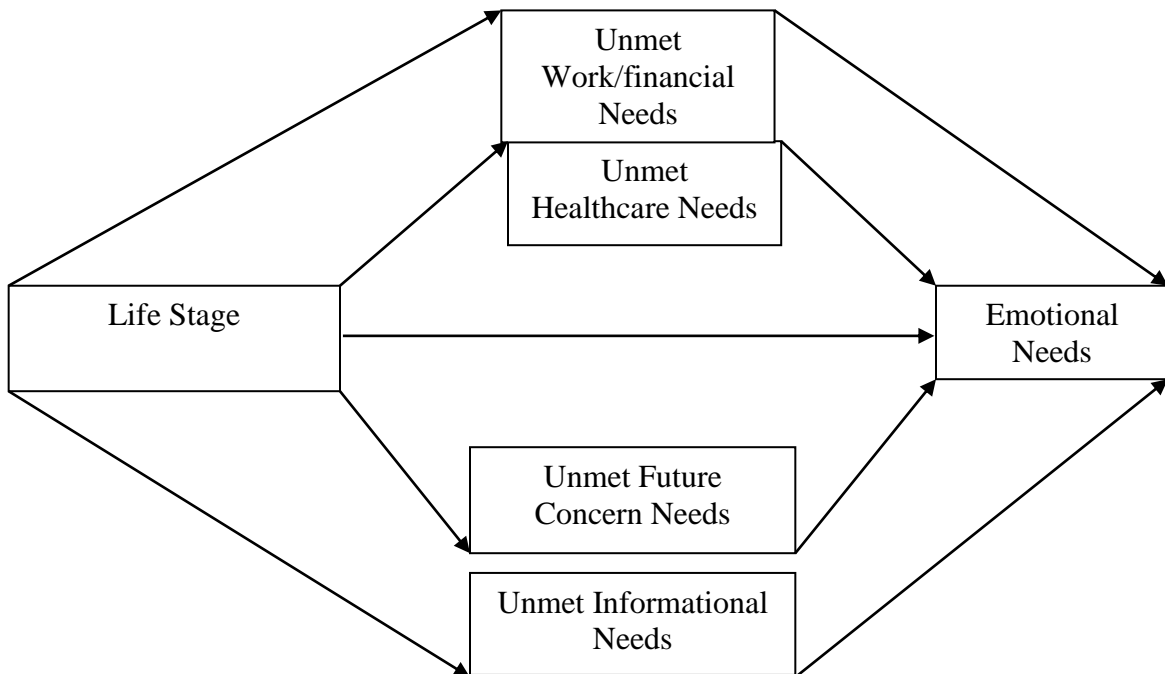 Unmet
Work/financial
Needs
Unmet
Healthcare Needs
Life Stage
Emotional
Needs
Unmet Future
Concern Needs
Unmet Informational
Needs